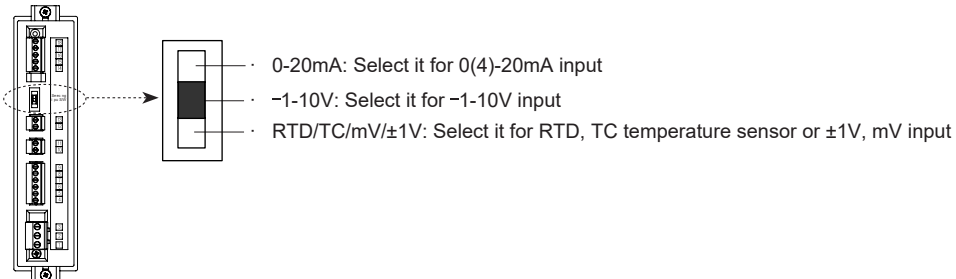 · 0-20mA: Select it for 0(4)-20mA input
· −1-10V: Select it for −1-10V input
· RTD/TC/mV/±1V: Select it for RTD, TC temperature sensor or ±1V, mV input